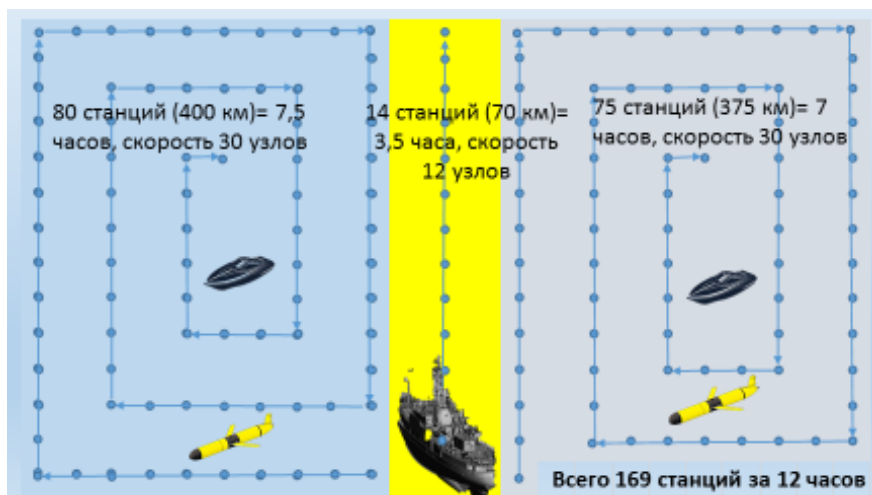 80 станций (400 км)= 7,5
часов, скорость 30 узлов
14 станций (70 км)=
3,5 часа, скорость
12 узлов
75 станций (375 км)= 7
часов, скорость 30 узлов
Всего 169 станций за 12 часов